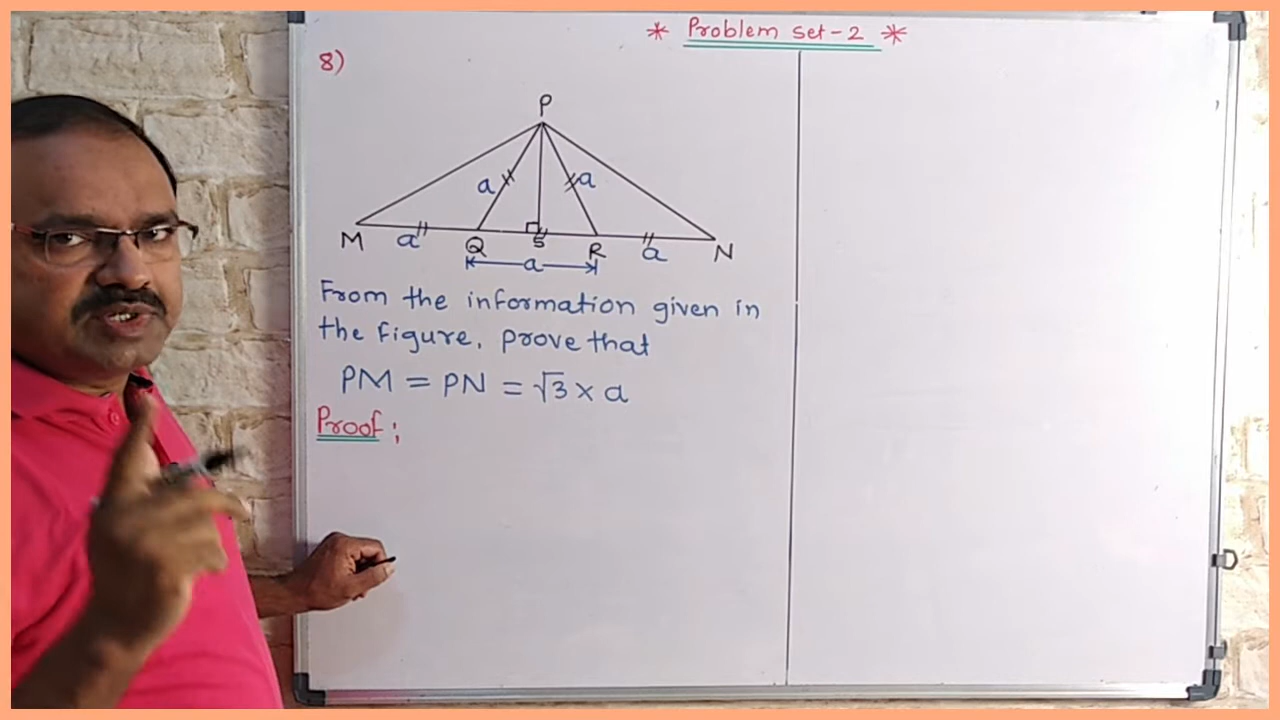 * Problem set-2 *
8)
P
a a
M a Q S R a N
a
From the information given in
the figure, prove that
PM = PN = √3 × a
Proof ;